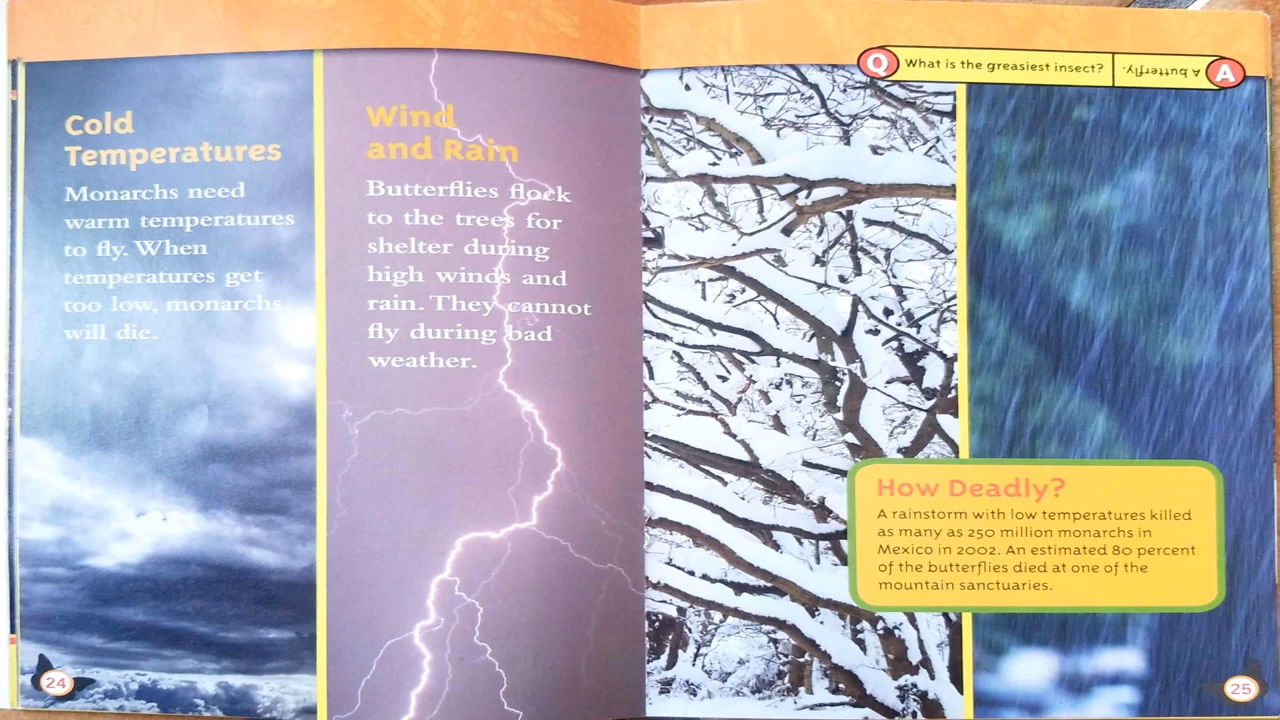 Cold
Temperatures
Monarchs need
warm temperatures
to fly. When
temperatures get
too low, monarchs
will die.
24
Wind
and Rain
Butterflies flock
to the trees for
shelter during
high winds and
rain. They cannot
fly during bad
weather.
Q What is the greasiest insect? A butterfly. A
How Deadly?
A rainstorm with low temperatures killed
as many as 250 million monarchs in
Mexico in 2002. An estimated 80 percent
of the butterflies died at one of the
mountain sanctuaries.
25